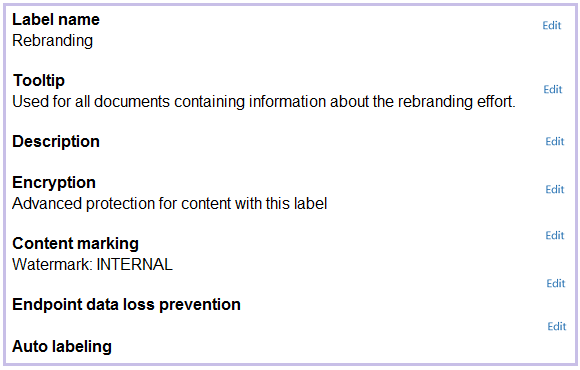 Label name
Edit
Rebranding
Tooltip
Edit
Used for all documents containing information about the rebranding effort.
Description
Edit
Encryption
Edit
Advanced protection for content with this label
Content marking
Edit
Watermark: INTERNAL
Edit
Endpoint data loss prevention
Edit
Auto labeling